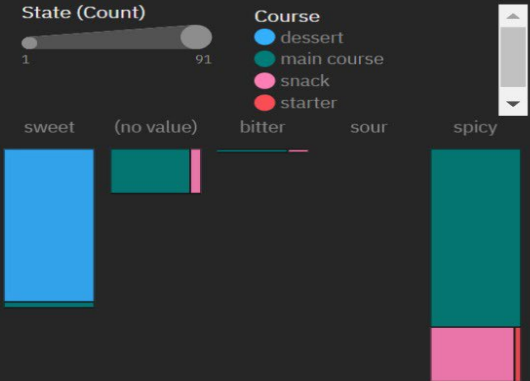 State (Count)
1 91
Course
dessert
main course
snack
starter
sweet (no value) bitter sour spicy